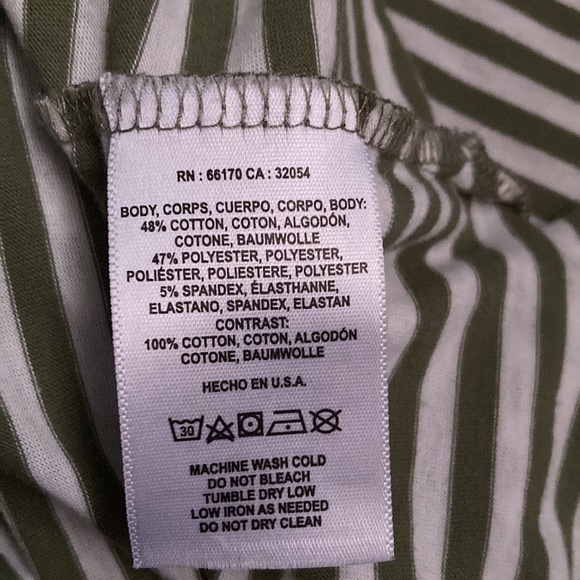 RN : 66170 CA : 32054
BODY, CORPS, CUERPO, CORPO, BODY:
48% COTTON, COTON, ALGODÓN,
COTONE, BAUMWOLLE
47% POLYESTER, POLYESTER,
POLIÉSTER, POLIESTERE, POLYESTER
5% SPANDEX, ÉLASTHANNE,
ELASTANO, SPANDEX, ELASTAN
CONTRAST:
100% COTTON, COTON, ALGODÓN
COTONE, BAUMWOLLE
HECHO EN U.S.A.
30
MACHINE WASH COLD
DO NOT BLEACH
TUMBLE DRY LOW
LOW IRON AS NEEDED
DO NOT DRY CLEAN